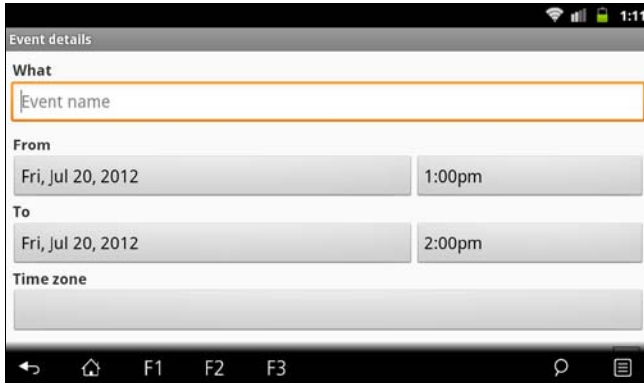 1:11
Event details
What
Event name
From
Fri, Jul 20, 2012 1:00pm
To
Fri, Jul 20, 2012 2:00pm
Time zone
F1 F2 F3